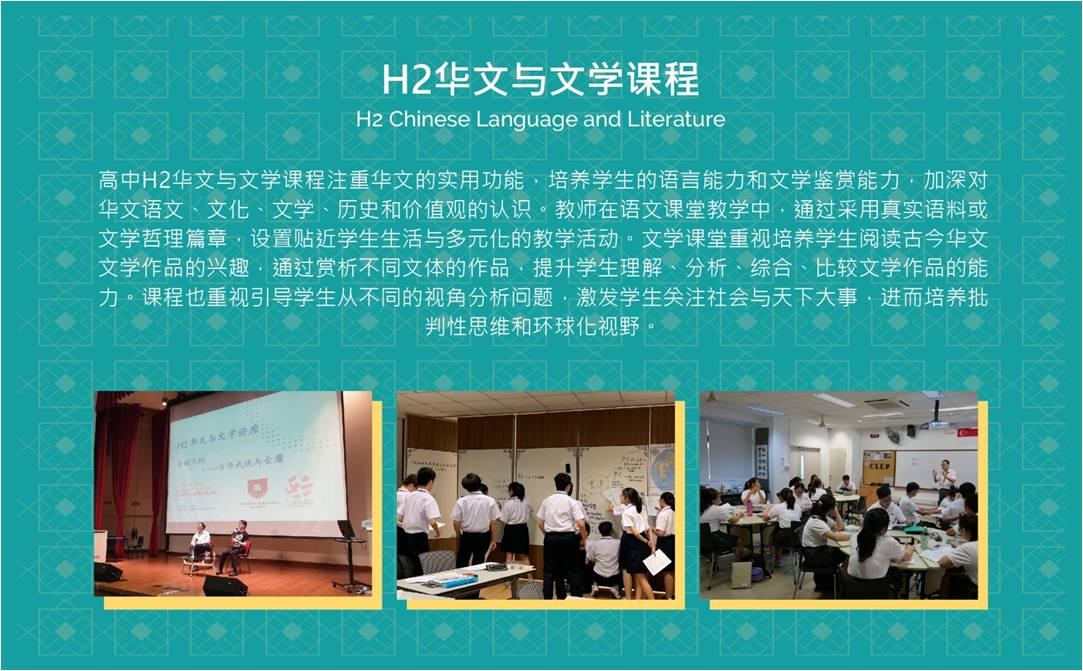 H2华文与文学课程
H2 Chinese Language and Literature
高中H2华文与文学课程注重华文的实用功能，培养学生的语言能力和文学鉴赏能力，加深对
华文语文、文化、文学、历史和价值观的认识。教师在语文课堂教学中，通过采用真实语料或
文学哲理篇章，设置贴近学生生活与多元化的教学活动。文学课堂重视培养学生阅读古今华文
文学作品的兴趣，通过赏析不同文体的作品，提升学生理解、分析、综合、比较文学作品的能
力。课程也重视引导学生从不同的视角分析问题，激发学生关注社会与天下大事，进而培养批
判性思维和环球化视野。
H2 华文与文学讲座
百年武侠与金庸
CLEP